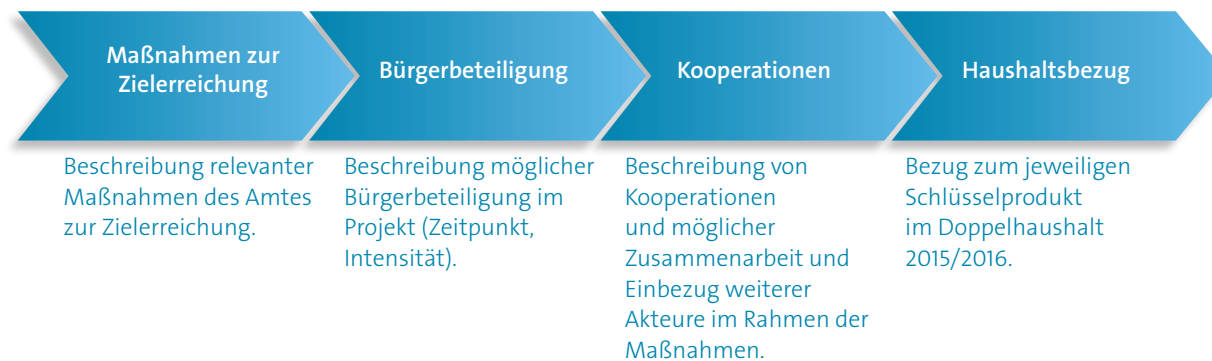 Maßnahmen zur
Zielerreichung
Bürgerbeteiligung
Kooperationen
Haushaltsbezug
Beschreibung relevanter
Maßnahmen des Amtes
zur Zielerreichung.
Beschreibung möglicher
Bürgerbeteiligung im
Projekt (Zeitpunkt,
Intensität).
Beschreibung von
Kooperationen
und möglicher
Zusammenarbeit und
Einbezug weiterer
Akteure im Rahmen der
Maßnahmen.
Bezug zum jeweiligen
Schlüsselprodukt
im Doppelhaushalt
2015/2016.